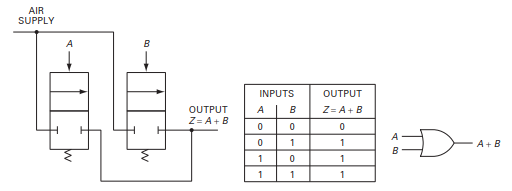 AIR
SUPPLY
A
B
OUTPUT
Z = A + B
INPUTS OUTPUT
A B Z = A + B
0 0 0
0 1 1
1 0 1
1 1 1
A
B
A + B